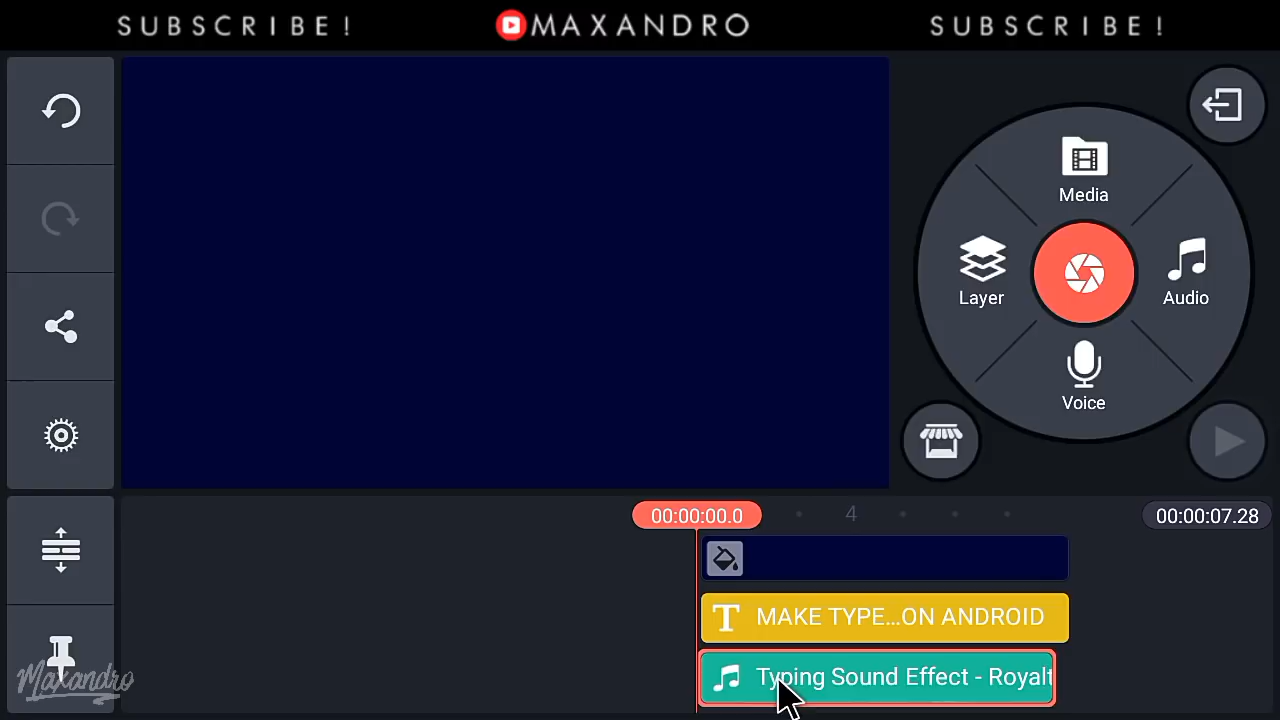 SUBSCRIBE! MAXANDRO SUBSCRIBE!
Media
Layer
Audio
Voice
00:00:00.0 4 00:00:07.28
MAKE TYPE...ON ANDROID
Typing Sound Effect - Royalt
Maxandro